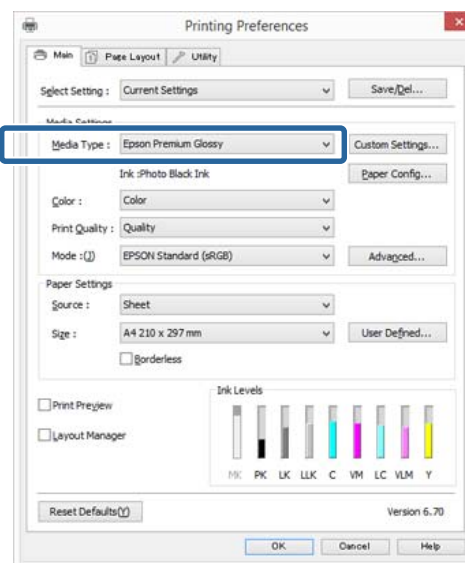 Printing Preferences
Main Page Layout Utility
Select Setting : Current Settings Save/Del...
Media Settings
Media Type : Epson Premium Glossy Custom Settings...
Ink :Photo Black Ink Paper Config...
Color : Color
Print Quality : Quality
Mode :(J) EPSON Standard (sRGB) Advanced...
Paper Settings
Source : Sheet
Size : A4 210 x 297 mm User Defined...
Borderless
Ink Levels
Print Preview
Layout Manager
MK PK LK LLK C VM LC VLM Y
Reset Defaults(Y) Version 6.70
OK Cancel Help